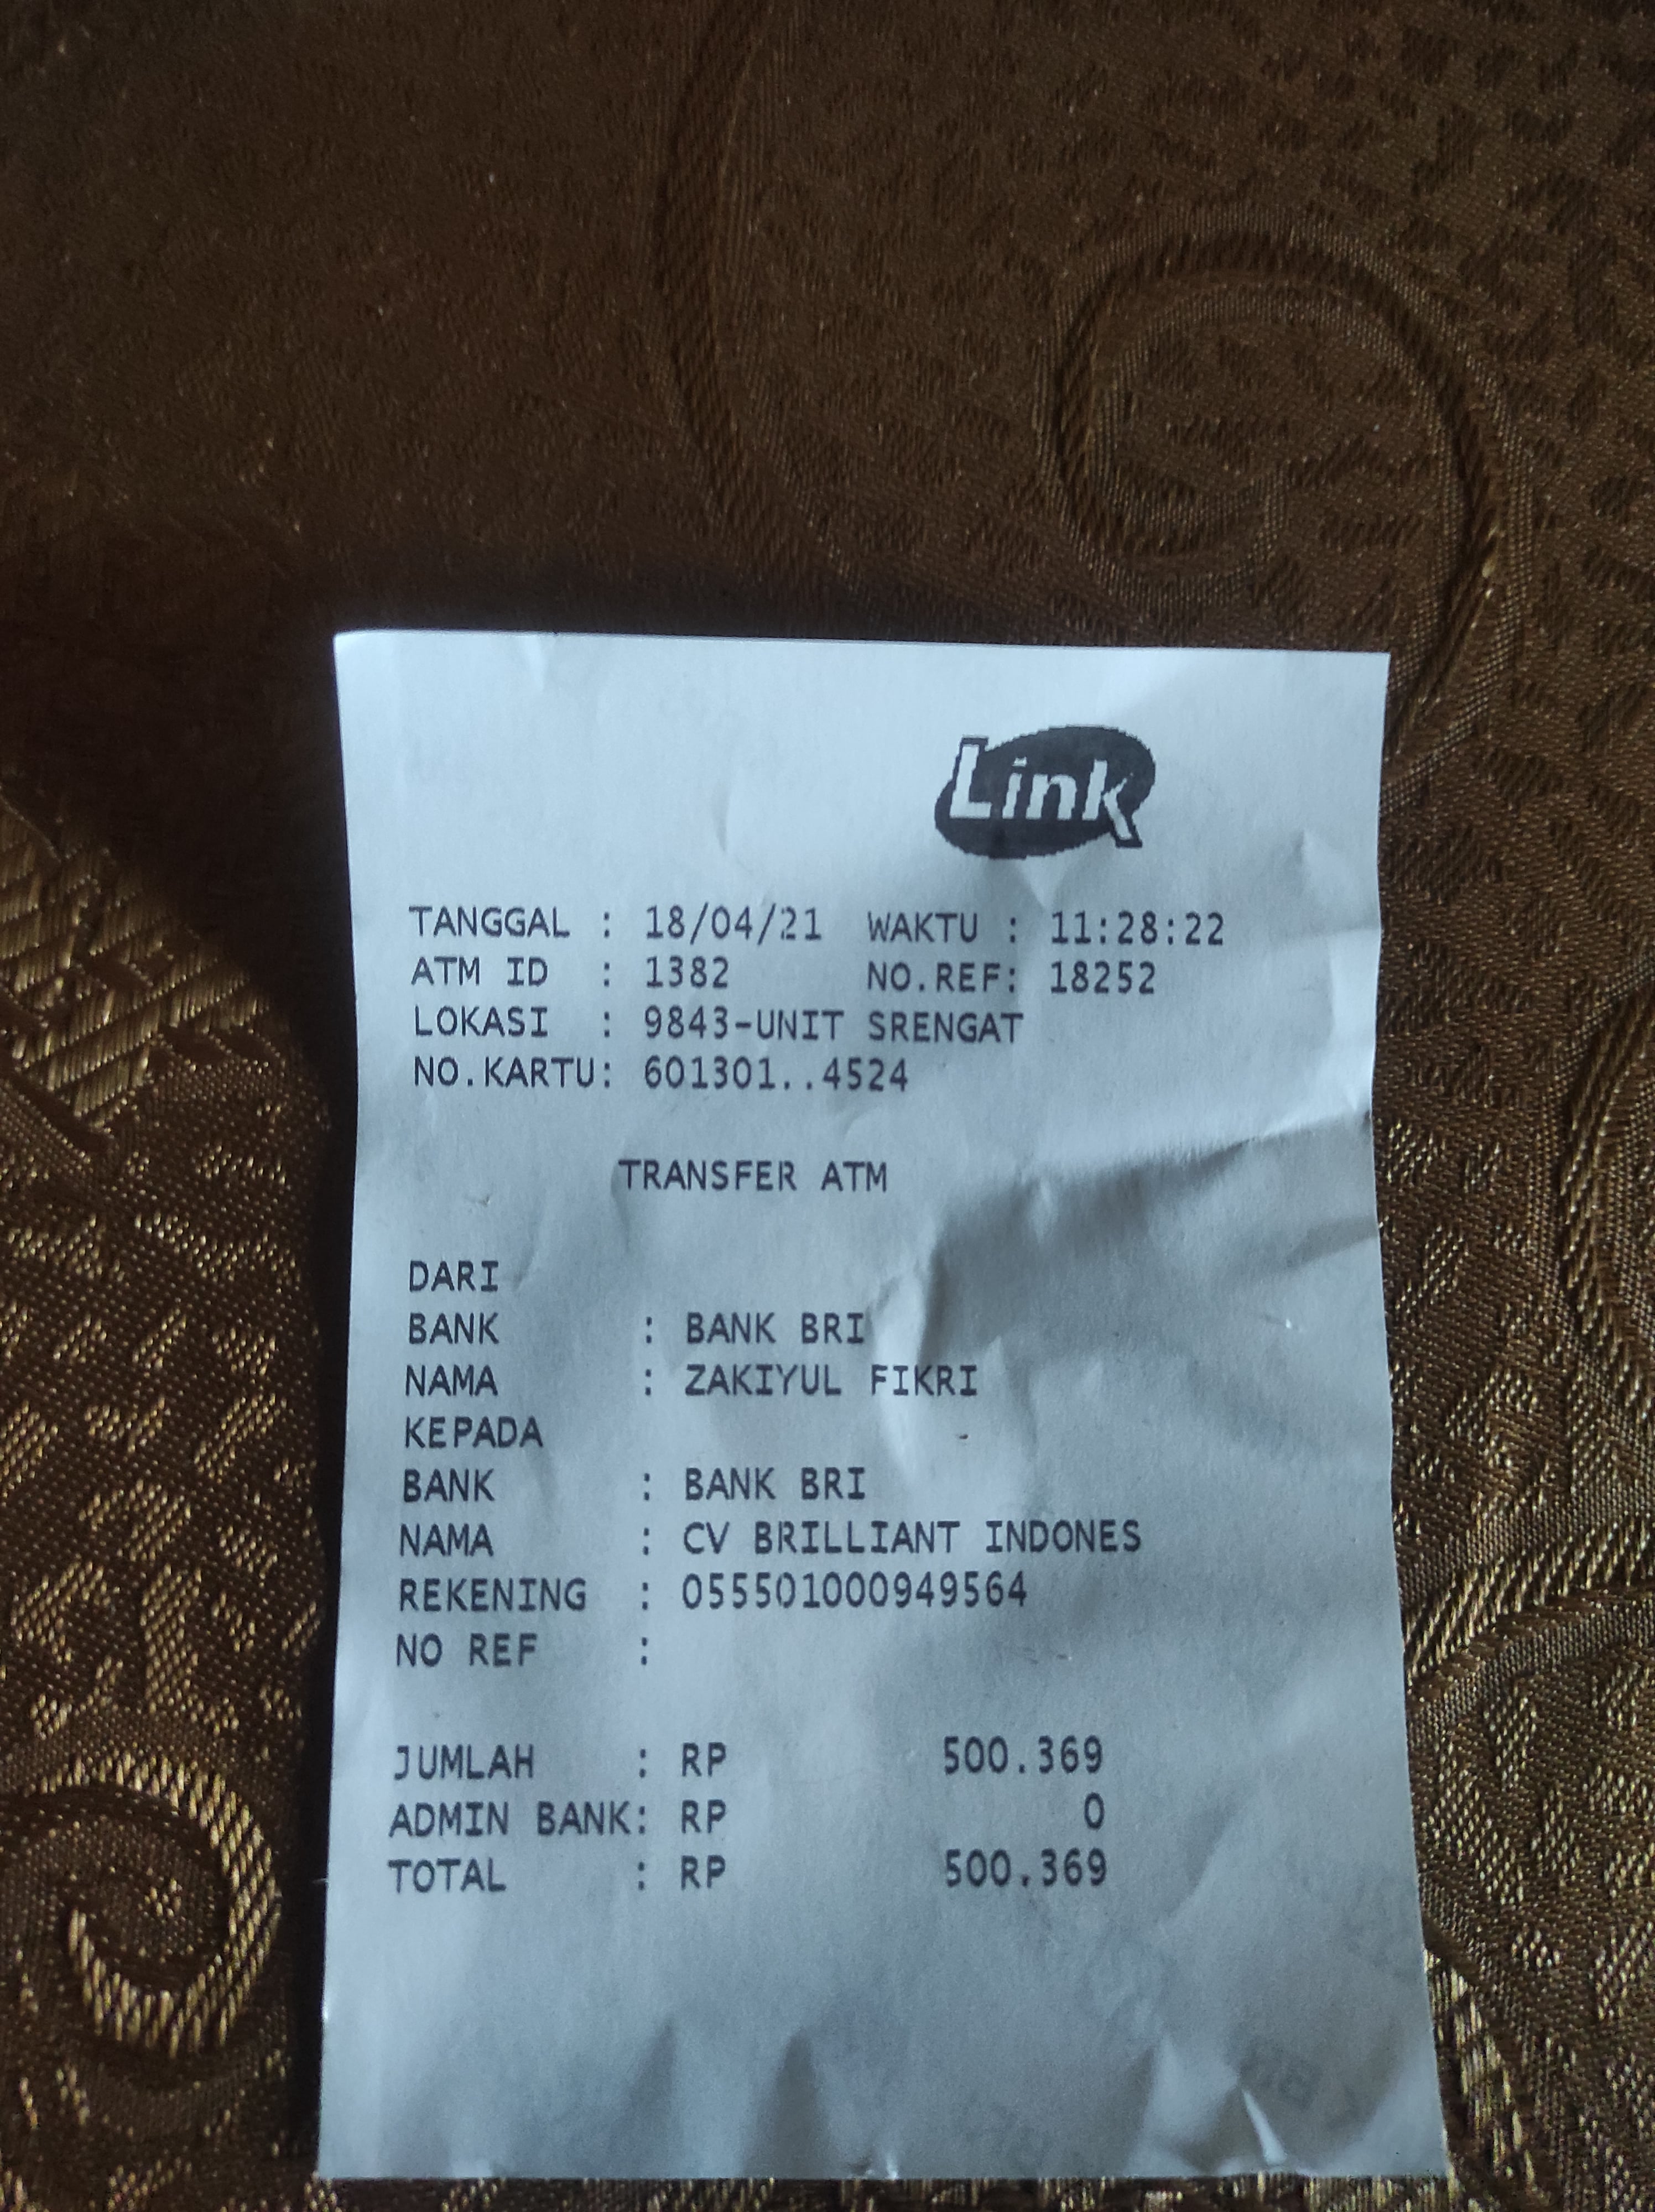 Link
TANGGAL : 18/04/21 WAKTU : 11:28:22
ATM ID : 1382 NO.REF: 18252
LOKASI : 9843-UNIT SRENGAT
NO.KARTU: 601301..4524
TRANSFER ATM
DARI
BANK : BANK BRI
NAMA : ZAKIYUL FIKRI
KEPADA
BANK : BANK BRI
NAMA : CV BRILLIANT INDONES
REKENING : 055501000949564
NO REF :
JUMLAH : RP 500.369
ADMIN BANK: RP 0
TOTAL : RP 500.369